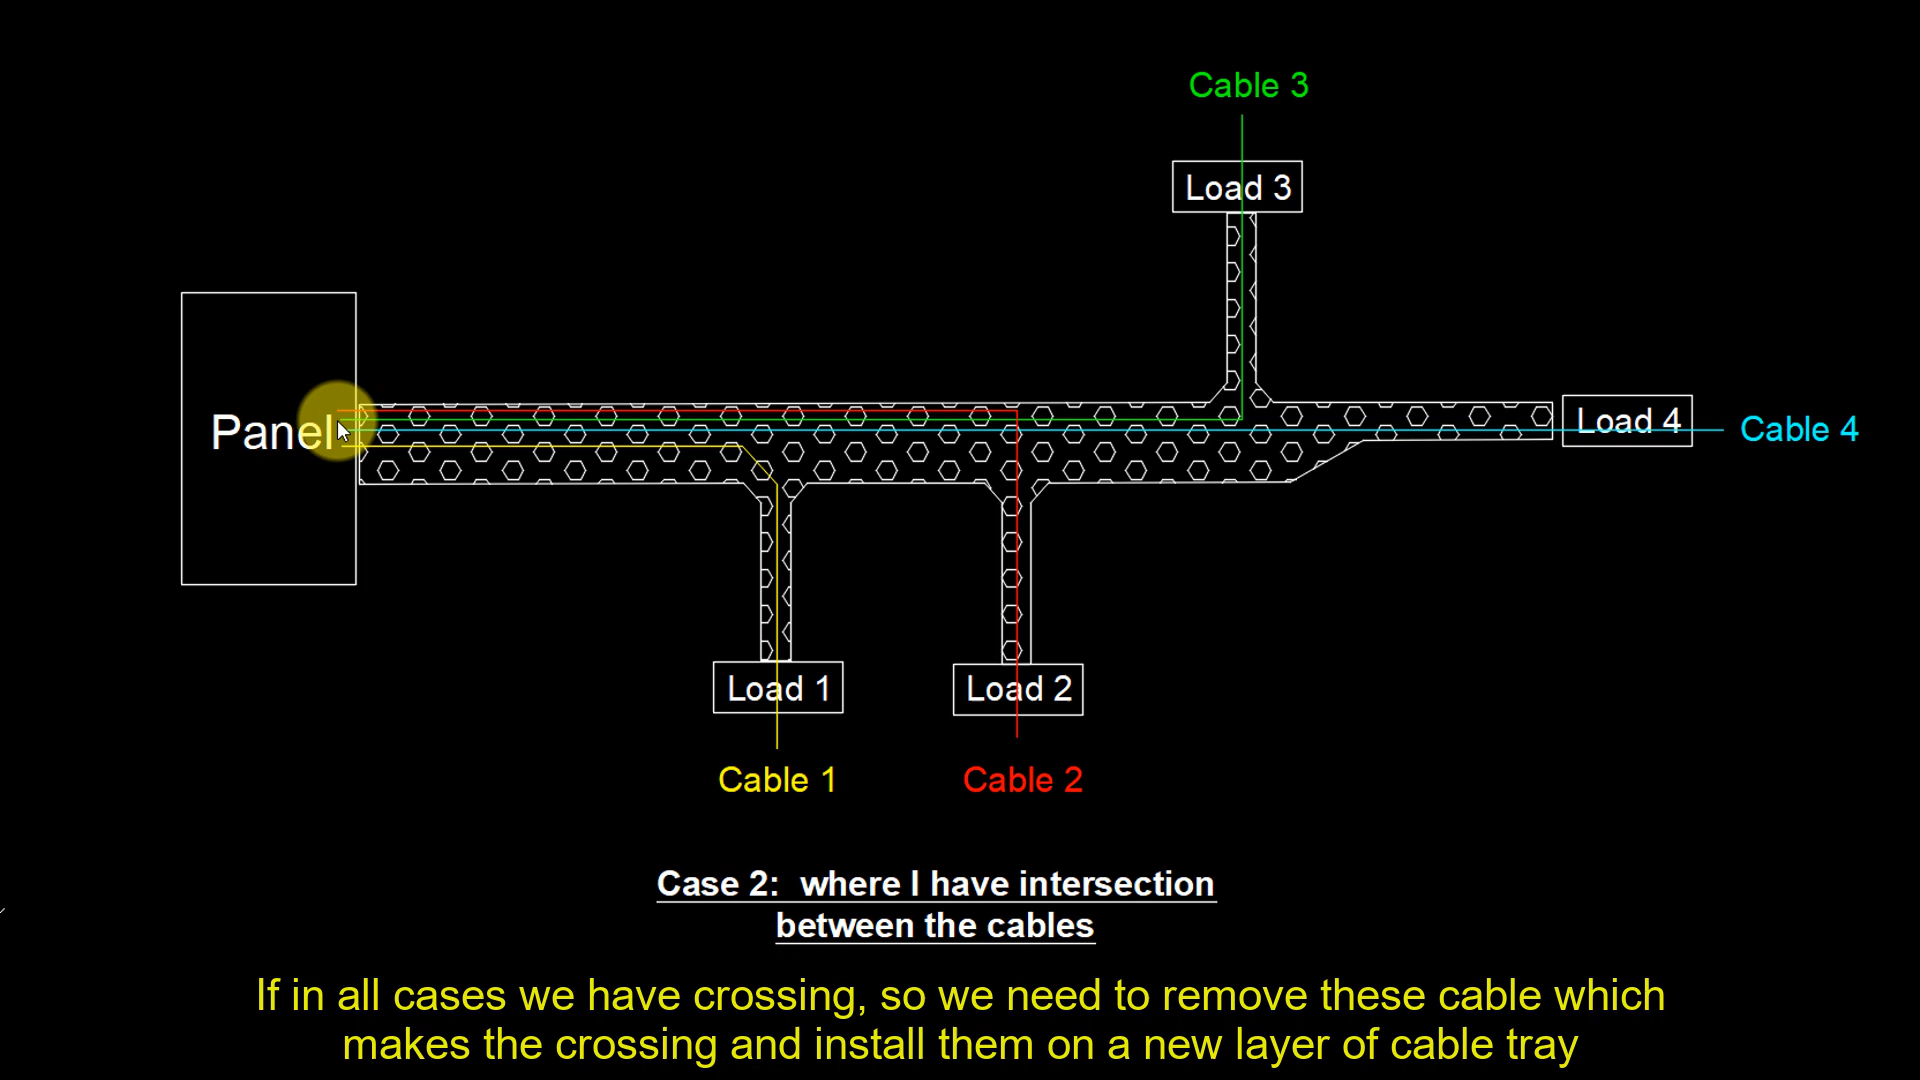 Cable 3
Load 3
Panel
Load 4
Cable 4
Load 1
Load 2
Cable 1
Cable 2
Case 2: where I have intersection
between the cables
If in all cases we have crossing, so we need to remove these cable which
makes the crossing and install them on a new layer of cable tray